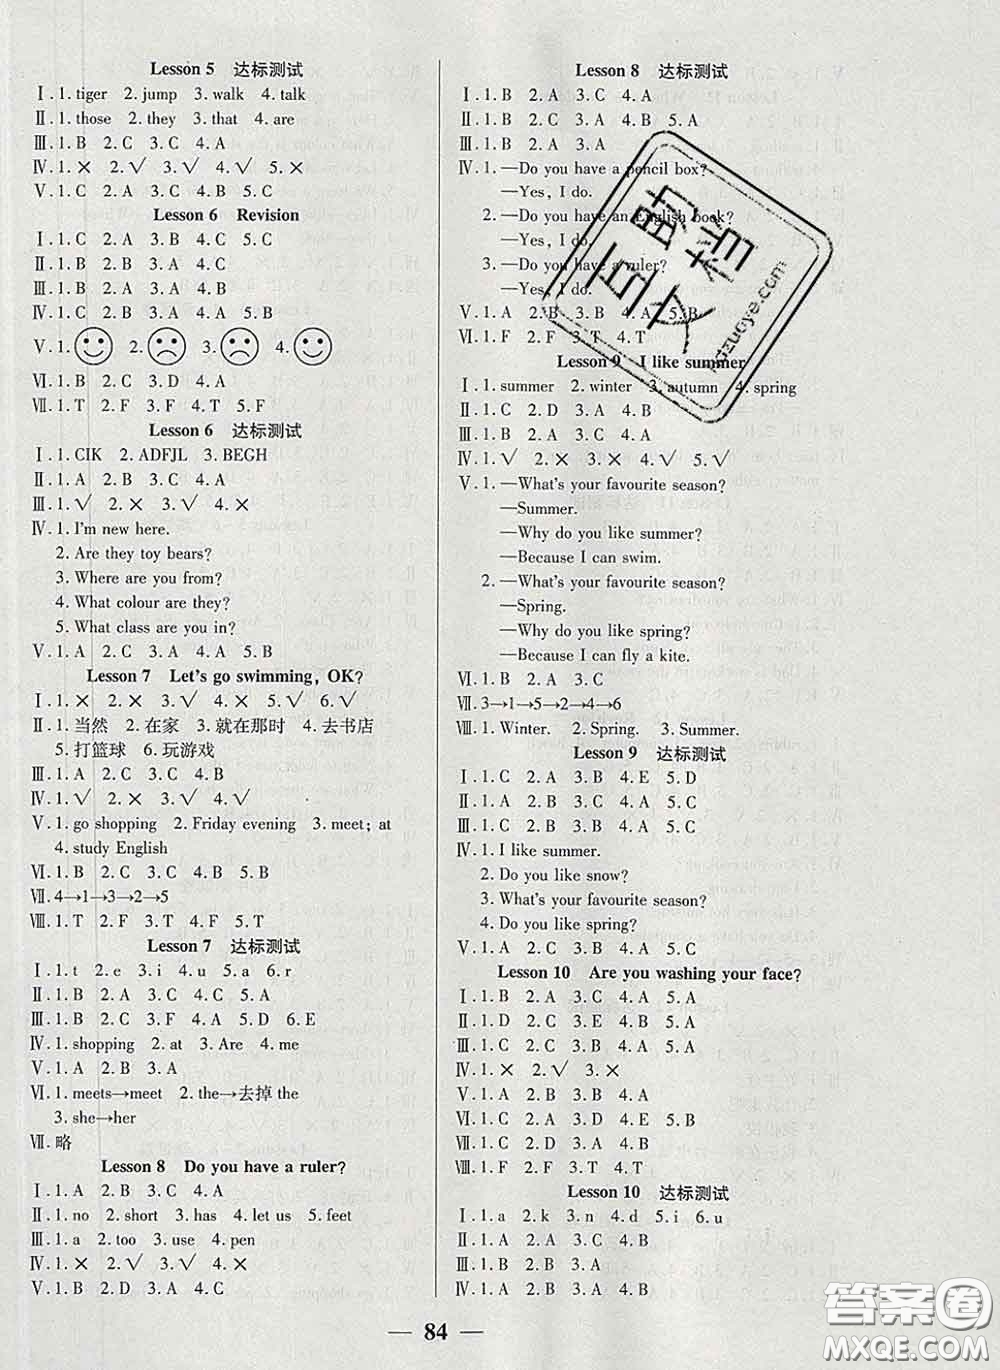 Lesson 5 达标测试
Ⅰ.1. tiger 2. jump 3. walk 4. talk
Ⅱ.1. those 2. they 3. that 4. are
Ⅲ.1. B 2. C 3. C 4. A
Ⅳ.1. × 2. √ 3. √ 4. √ 5. ×
Ⅴ.1. C 2. A 3. C 4. B 5. C
Lesson 6 Revision
Ⅰ.1. C 2. A 3. B 4. C 5. C
Ⅱ.1. B 2. A 3. A 4. C
Ⅲ.1. B 2. A 3. A 4. B
Ⅳ.1. C 2. B 3. A 4. A 5. B
Ⅴ.1. 2. 3. 4.
Ⅵ.1. B 2. C 3. D 4. A
Ⅶ.1. T 2. F 3. F 4. T 5. F
Lesson 6 达标测试
Ⅰ.1. CIK 2. ADFJL 3. BEGH
Ⅱ.1. A 2. C 3. B 4. A
Ⅲ.1. √ 2. × 3. √ 4. ×
Ⅳ.1. I'm new here.
2. Are they toy bears?
3. Where are you from?
4. What colour are they?
5. What class are you in?
Ⅴ.1. A 2. C 3. A 4. A 5. B
Lesson 7 Let's go swimming, OK?
Ⅰ.1. × 2. × 3. √ 4. × 5. √ 6. √
Ⅱ.1. 当然 2. 在家 3. 就在那时 4. 去书店
5. 打篮球 6. 玩游戏
Ⅲ.1. A 2. A 3. B 4. A 5. B
Ⅳ.1. √ 2. √ 3. √ 4. √
Ⅴ.1. go shopping 2. Friday evening 3. meet; at
4. study English
Ⅵ.1. B 2. C 3. C 4. A 5. B
Ⅶ. 4→1→3→2→5
Ⅷ.1. T 2. F 3. T 4. F 5. T
Lesson 7 达标测试
Ⅰ.1. t 2. e 3. i 4. u 5. a 6. r
Ⅱ.1. B 2. A 3. C 4. C 5. A
Ⅲ.1. B 2. C 3. F 4. A 5. D 6. E
Ⅳ.1. shopping 2. at 3. Are 4. me
Ⅴ.1. A 2. B 3. A
Ⅵ.1. meets→meet 2. the→去掉 the
3. she→her
Ⅶ. 略
Lesson 8 Do you have a ruler?
Ⅰ.1. A 2. B 3. C 4. A
Ⅱ.1. no 2. short 3. has 4. let us 5. feet
Ⅲ.1. a 2. too 3. use 4. pen
Ⅳ.1. × 2. √ 3. √ 4. ×
Ⅴ.1. B 2. D 3. A 4. C
Lesson 8 达标测试
Ⅰ.1. B 2. A 3. C 4. A
Ⅱ.1. B 2. C 3. A 4. B 5. A
Ⅲ.1. B 2. B 3. A
Ⅳ.1. —Do you have a pencil box?
—Yes, I do.
2. —Do you have an English book?
—Yes, I do.
3. —Do you have a ruler?
—Yes, I do.
Ⅴ.1. A 2. B 3. B 4. A 5. B
Ⅵ.1. F 2. F 3. T 4. T
Lesson 9 I like summer
Ⅰ.1. summer 2. winter 3. autumn 4. spring
Ⅱ.1. C 2. D 3. A 4. B
Ⅲ.1. B 2. A 3. A 4. C
Ⅳ.1. √ 2. × 3. × 4. √ 5. √
Ⅴ.1. —What's your favourite season?
—Summer.
—Why do you like summer?
—Because I can swim.
2. —What's your favourite season?
—Spring.
—Why do you like spring?
—Because I can fly a kite.
Ⅵ.1. B 2. A 3. C
Ⅶ. 3→1→5→2→4→6
Ⅷ.1. Winter. 2. Spring. 3. Summer.
Lesson 9 达标测试
Ⅰ.1. C 2. A 3. B 4. E 5. D
Ⅱ.1. A 2. C 3. B 4. A 5. A
Ⅲ.1. C 2. C 3. B 4. A 5. B
Ⅳ.1. I like summer.
2. Do you like snow?
3. What's your favourite season?
4. Do you like spring?
Ⅴ.1. A 2. C 3. B 4. A 5. C
Lesson 10 Are you washing your face?
Ⅰ.1. B 2. A 3. C 4. A 5. A
Ⅱ.1. D 2. C 3. E 4. B 5. A
Ⅲ.1. C 2. A 3. B 4. C 5. A
Ⅳ.1. × 2. √ 3. ×
Ⅴ.1. A 2. B 3. A 4. B 5. A
Ⅵ.1. C 2. D 3. B 4. A
Ⅶ.1. C 2. D 3. B 4. A
Ⅷ.1. F 2. T 3. T 4. F
Lesson 10 达标测试
Ⅰ.1. a 2. k 3. n 4. d 5. i 6. u
Ⅱ.1. A 2. B 3. C 4. A
Ⅲ.1. B 2. B 3. A
Ⅳ.1. A 2. C 3. A 4. B 5. C
84
互助
文档
答案圈
MXQE.COM